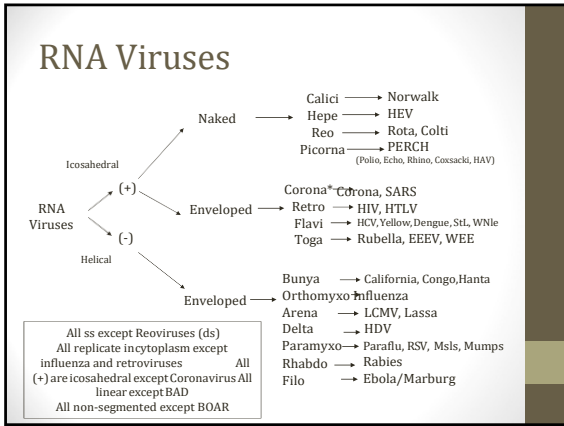 RNA Viruses
Calici Norwalk
Naked Hepe HEV
Reo Rota, Colti
Picorna PERCH
(Polio, Echo, Rhino, Coxsacki, HAV)
Icosahedral
(+)
Corona* Corona, SARS
Enveloped Retro HIV, HTLV
Flavi HCV, Yellow, Dengue, StL, WNle
Toga Rubella, EEEV, WEE
RNA
Viruses
(-)
Helical
Bunya California, Congo,Hanta
Enveloped Orthomyxo Influenza
Arena LCMV, Lassa
Delta HDV
Paramyxo Paraflu, RSV, Msls, Mumps
Rhabdo Rabies
Filo Ebola/Marburg
All ss except Reoviruses (ds)
All replicate incytoplasm except
influenza and retroviruses All
(+) are icosahedral except Coronavirus All
linear except BAD
All non-segmented except BOAR